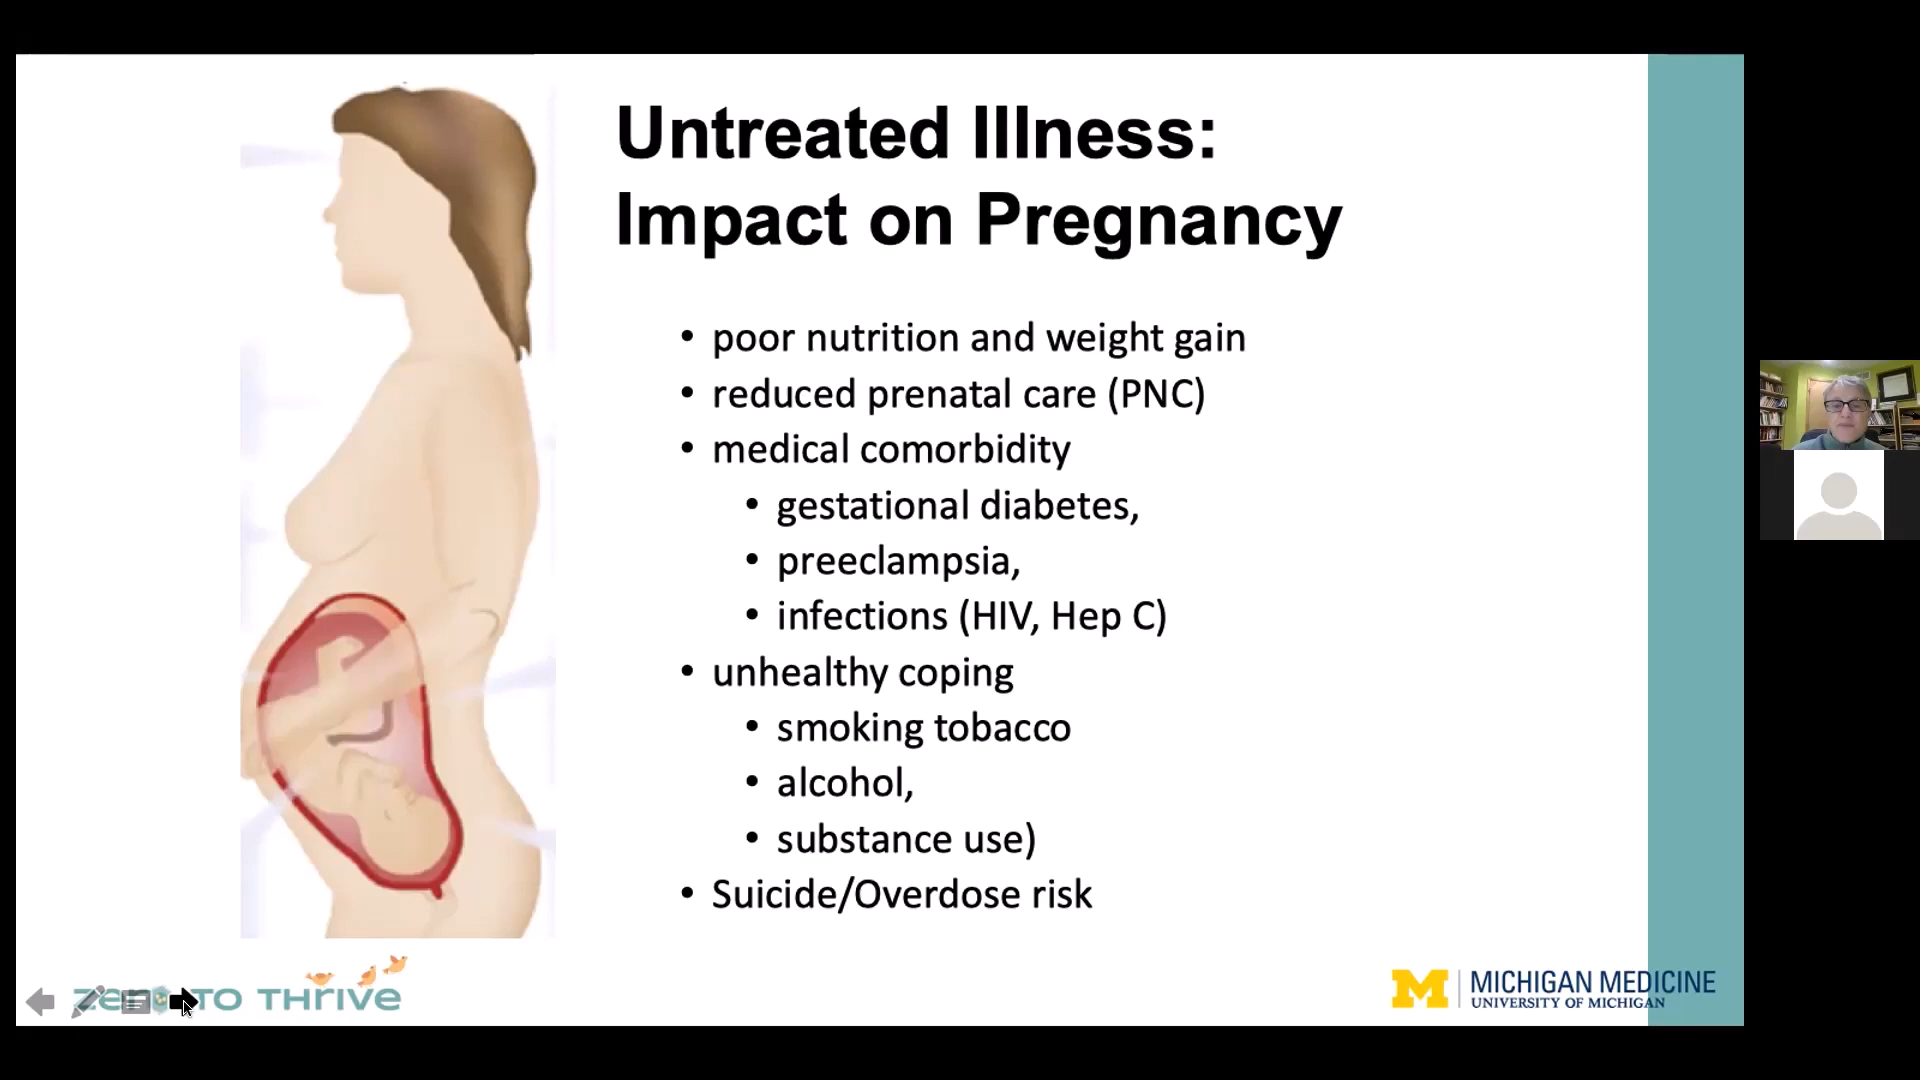 Untreated Illness:
Impact on Pregnancy
• poor nutrition and weight gain
• reduced prenatal care (PNC)
• medical comorbidity
• gestational diabetes,
• preeclampsia,
• infections (HIV, Hep C)
• unhealthy coping
• smoking tobacco
• alcohol,
• substance use)
• Suicide/Overdose risk
zero TO THrIVE
M MICHIGAN MEDICINE
UNIVERSITY OF MICHIGAN